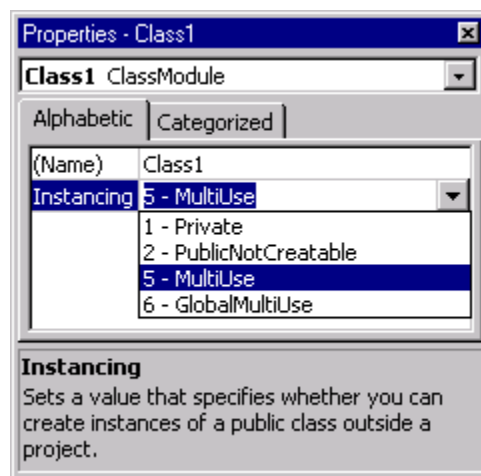 Properties - Class1
Class1 ClassModule
Alphabetic Categorized
(Name) Class1
Instancing 5 - MultiUse
1 - Private
2 - PublicNotCreatable
5 - MultiUse
6 - GlobalMultiUse
Instancing
Sets a value that specifies whether you can
create instances of a public class outside a
project.